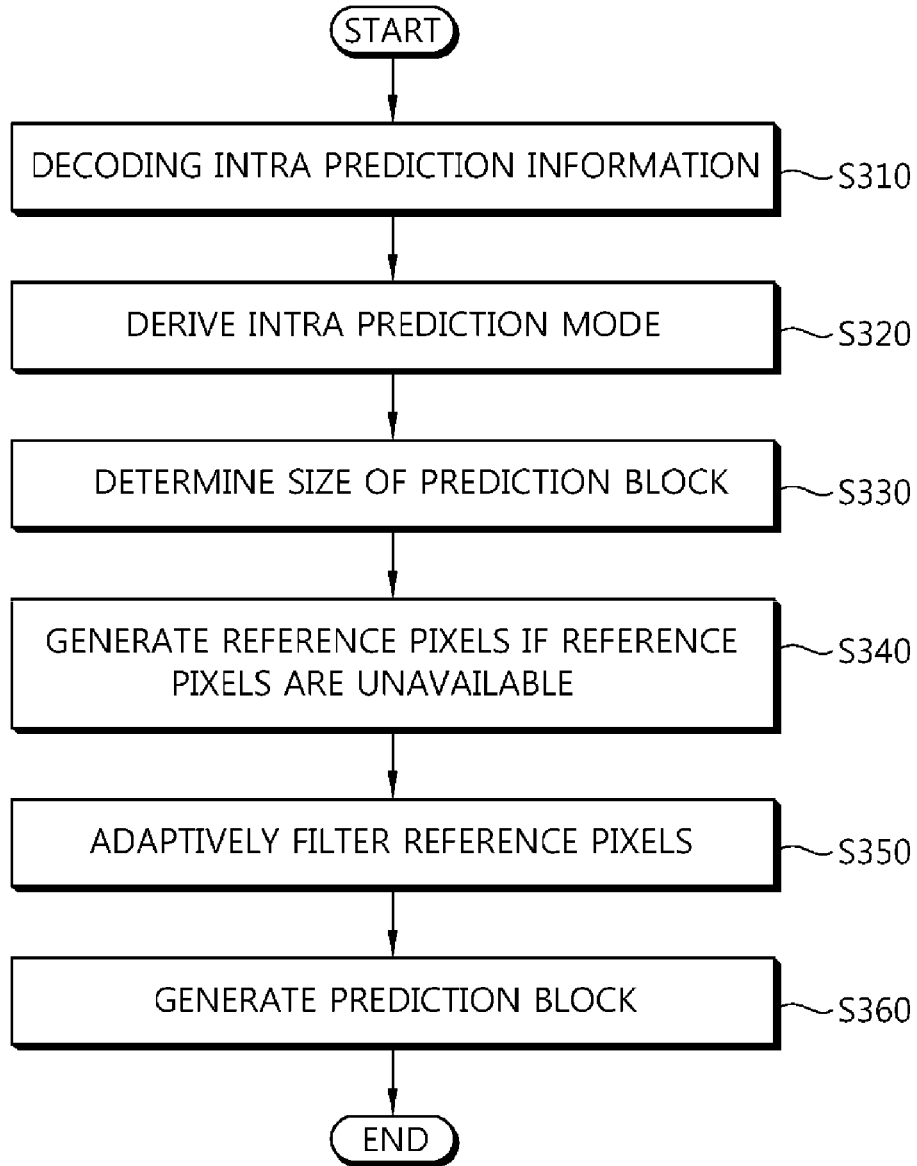 START
DECODING INTRA PREDICTION INFORMATION
S310
DERIVE INTRA PREDICTION MODE
S320
DETERMINE SIZE OF PREDICTION BLOCK
S330
GENERATE REFERENCE PIXELS IF REFERENCE
PIXELS ARE UNAVAILABLE
S340
ADAPTIVELY FILTER REFERENCE PIXELS
S350
GENERATE PREDICTION BLOCK
S360
END